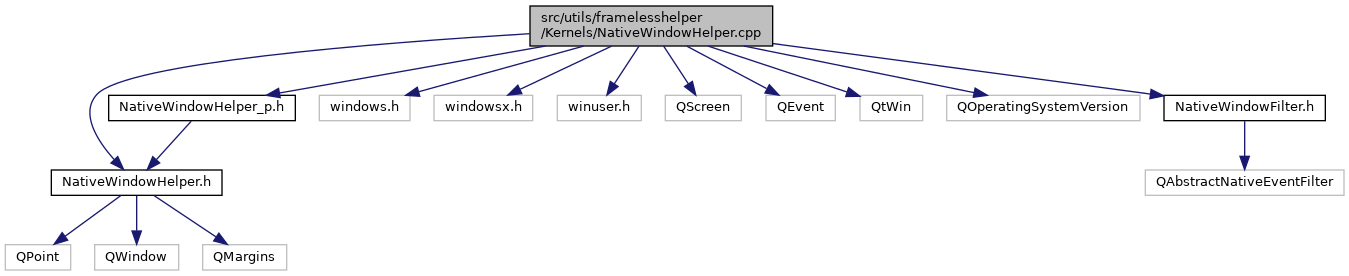 src/utils/framelesshelper
/Kernels/NativeWindowHelper.cpp
NativeWindowHelper_p.h
windows.h
windowsx.h
winuser.h
QScreen
QEvent
QtWin
QOperatingSystemVersion
NativeWindowFilter.h
NativeWindowHelper.h
QAbstractNativeEventFilter
QPoint
QWindow
QMargins